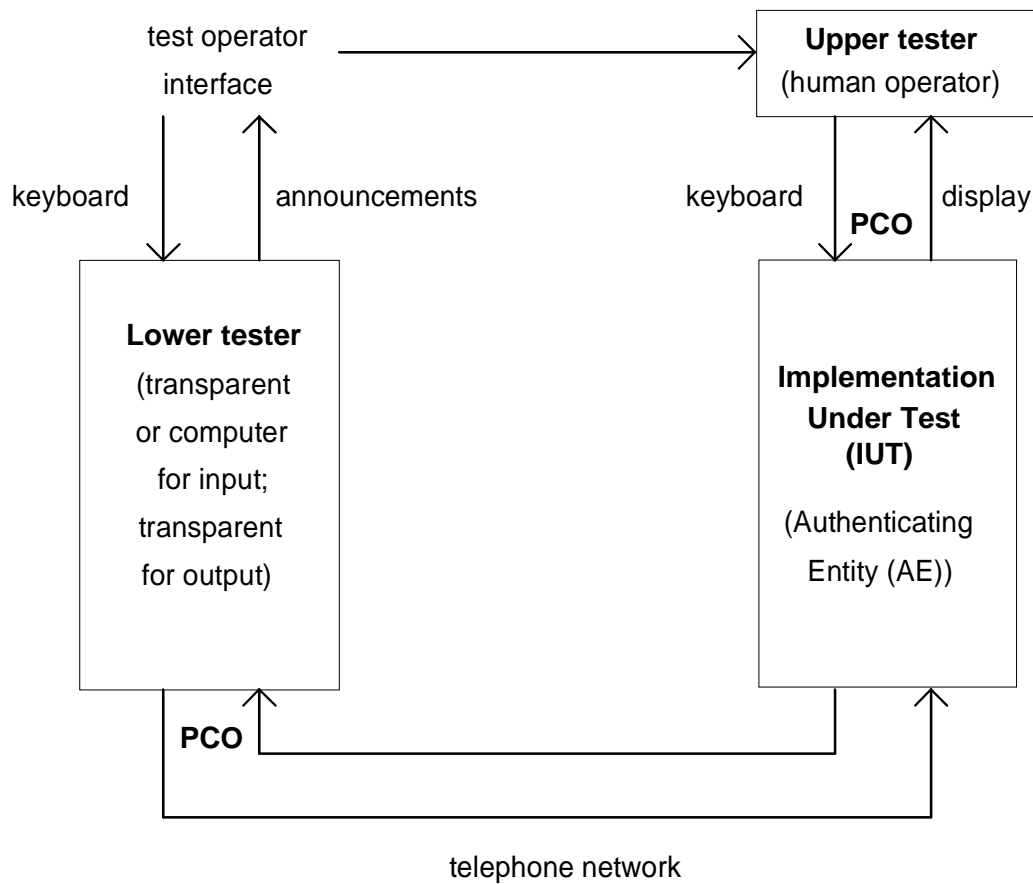 test operator
interface
Upper tester
(human operator)
keyboard
announcements
keyboard
PCO
display
Lower tester
(transparent
or computer
for input;
transparent
for output)
Implementation
Under Test
(IUT)
(Authenticating
Entity (AE))
PCO
telephone network